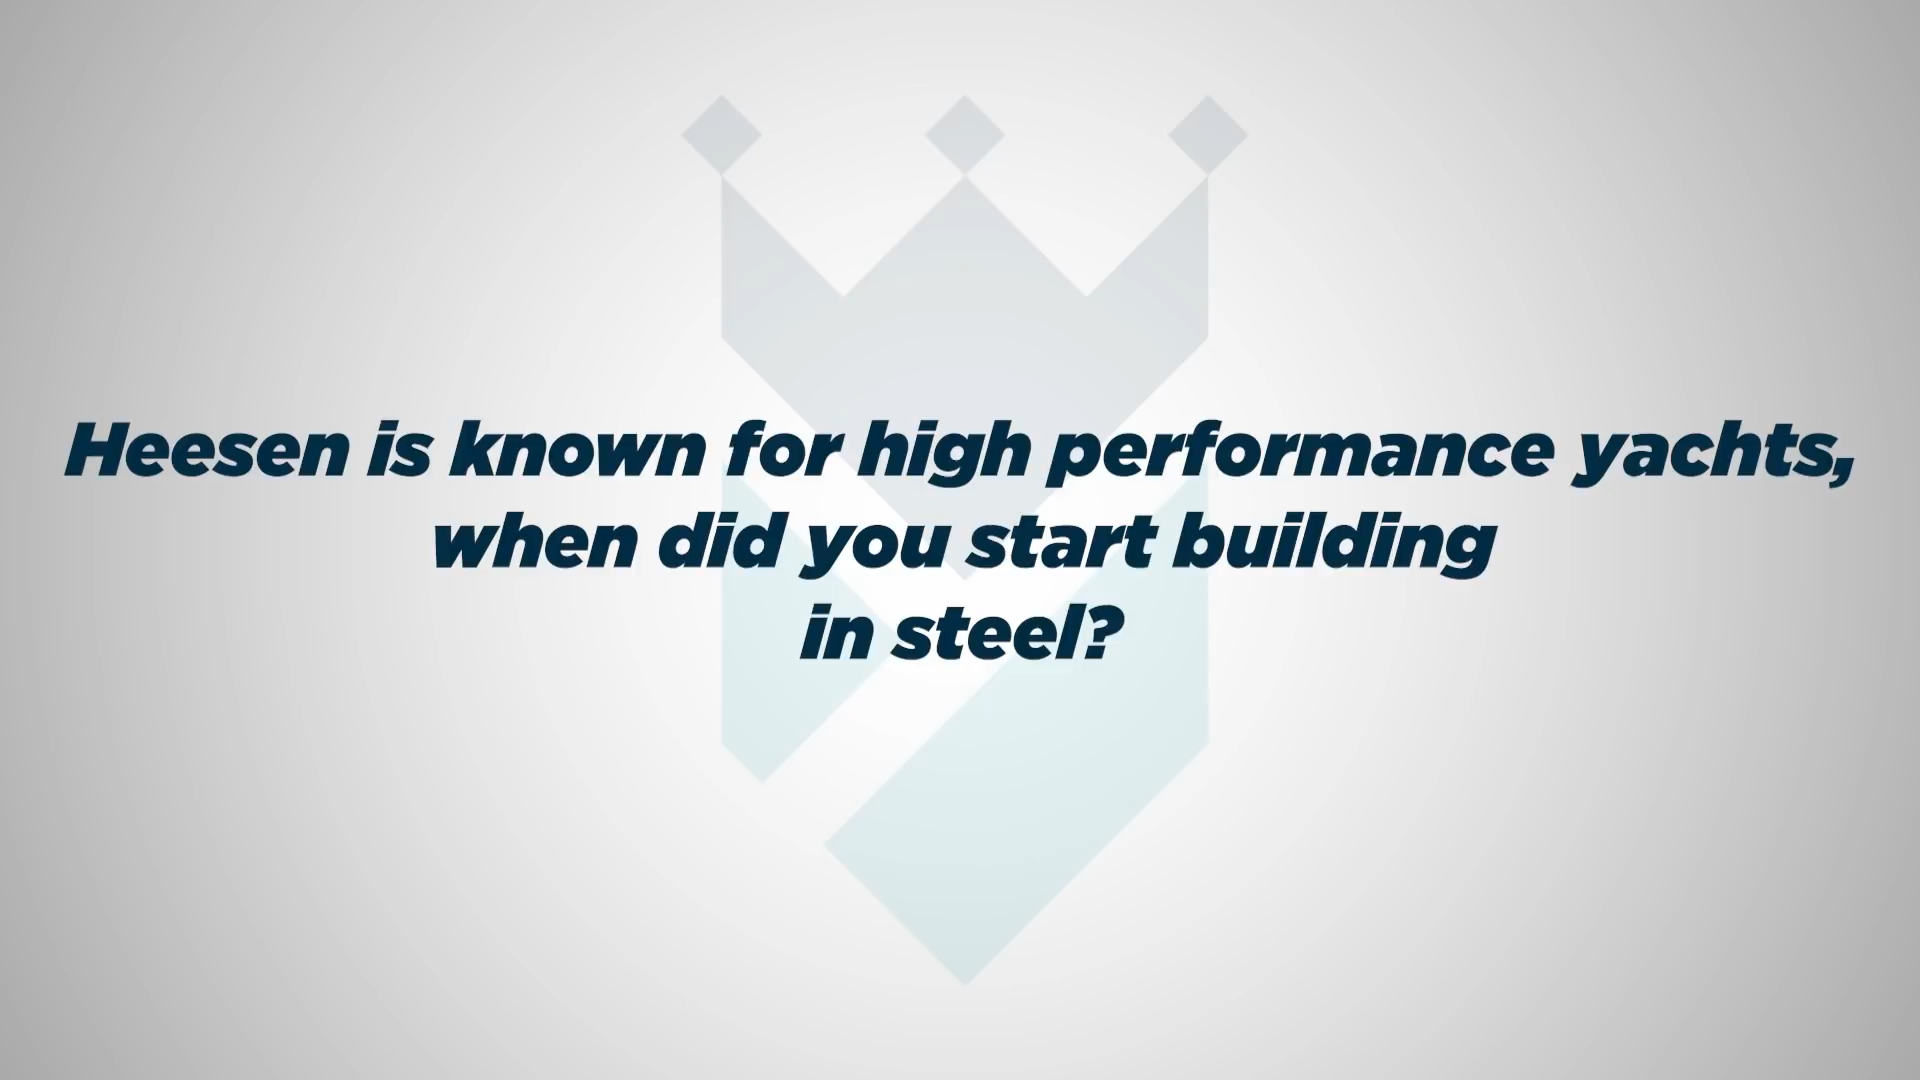 Heesen is known for high performance yachts,
when did you start building
in steel?